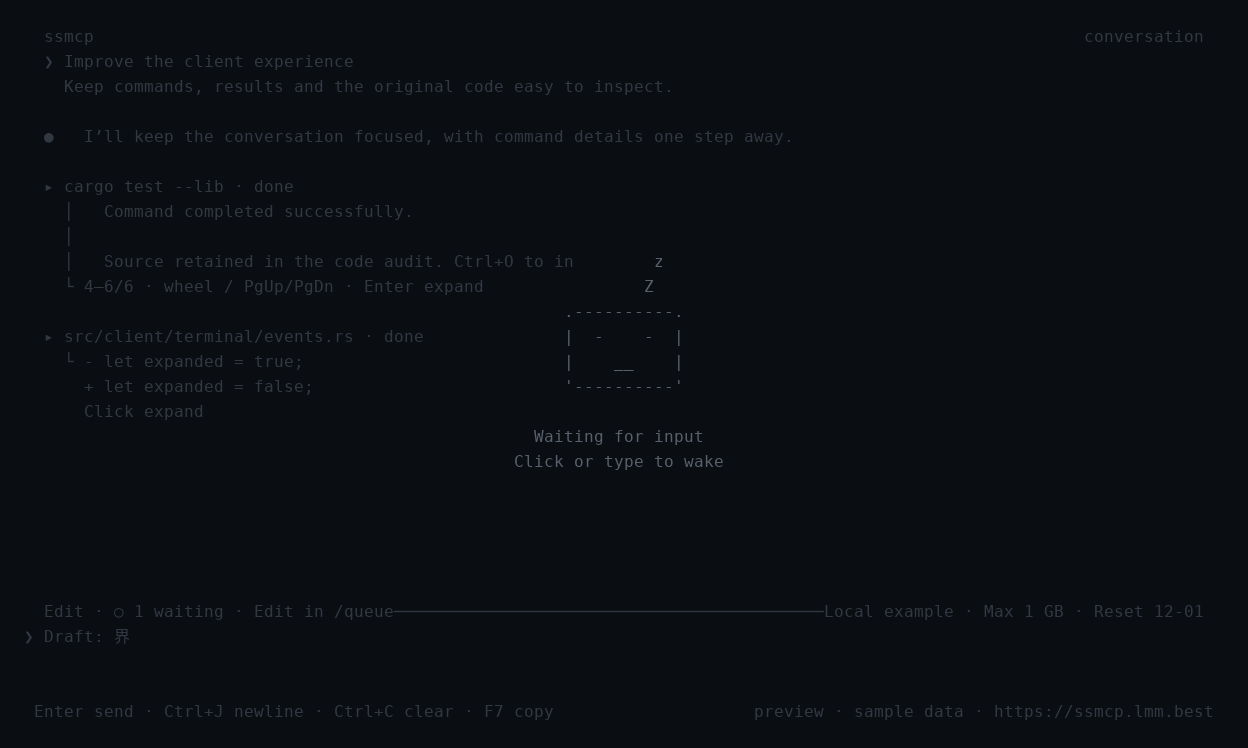 ssmcp conversation
❯ Improve the client experience
Keep commands, results and the original code easy to inspect.
● I’ll keep the conversation focused, with command details one step away.
▸ cargo test --lib · done
│ Command completed successfully.
│
│ Source retained in the code audit. Ctrl+O to in z
└ 4–6/6 · wheel / PgUp/PgDn · Enter expand Z
.----------.
▸ src/client/terminal/events.rs · done | - - |
└ - let expanded = true; | __ |
+ let expanded = false; '----------'
Click expand
Waiting for input
Click or type to wake
Edit · ○ 1 waiting · Edit in /queue───────────────────────────────────────────Local example · Max 1 GB · Reset 12-01
❯ Draft: 界
Enter send · Ctrl+J newline · Ctrl+C clear · F7 copy preview · sample data · https://ssmcp.lmm.best